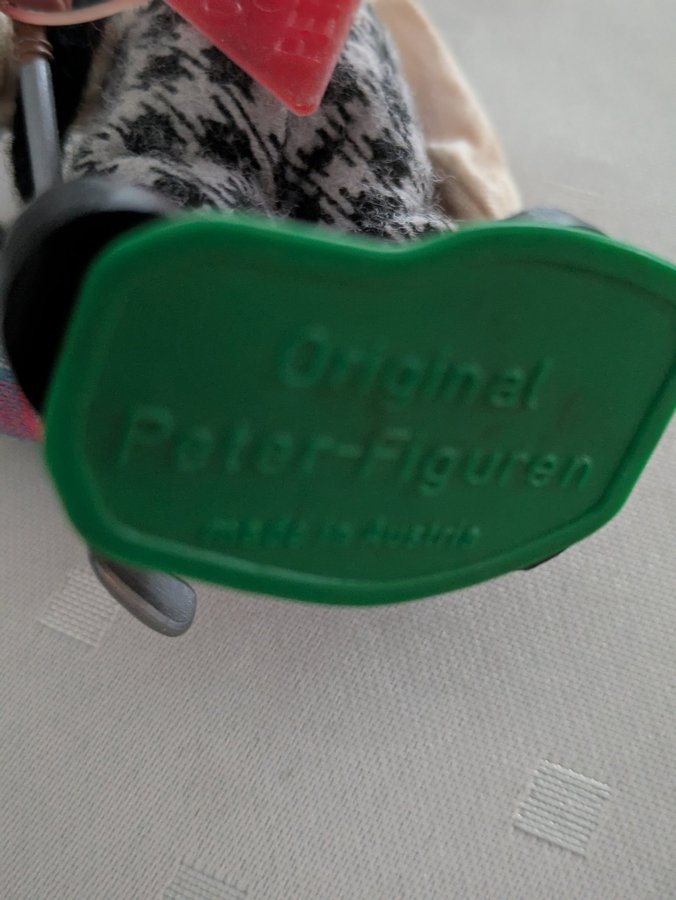 Original
Peter-Figuren
made in Austria